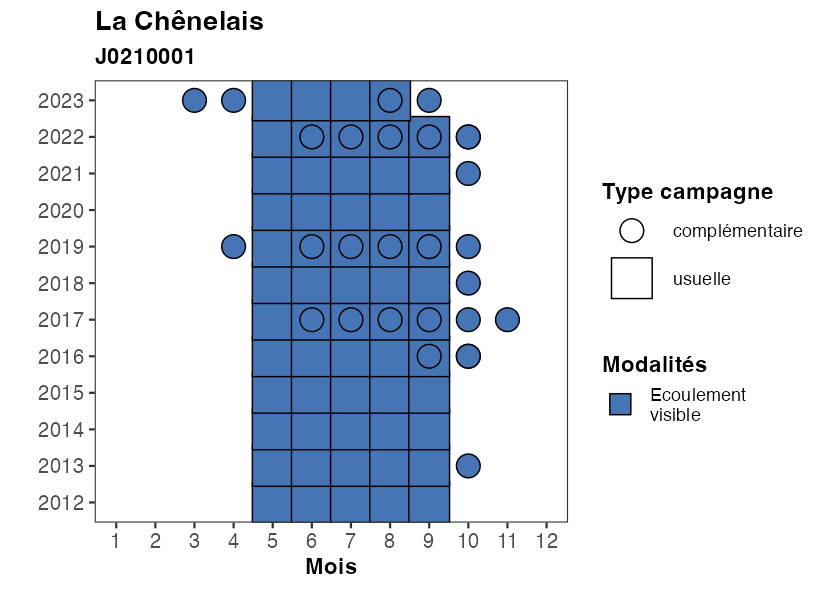 La Chênelais
J0210001
2023
2022
2021
2020
2019
2018
2017
2016
2015
2014
2013
2012
1 2 3 4 5 6 7 8 9 10 11 12
Mois
Type campagne
complémentaire
usuelle
Modalités
Ecoulement
visible